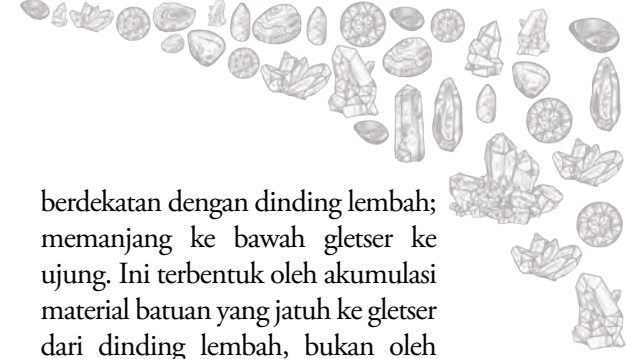 berdekatan dengan dinding lembah;
memanjang ke bawah gletser ke
ujung. Ini terbentuk oleh akumulasi
material batuan yang jatuh ke gletser
dari dinding lembah, bukan oleh